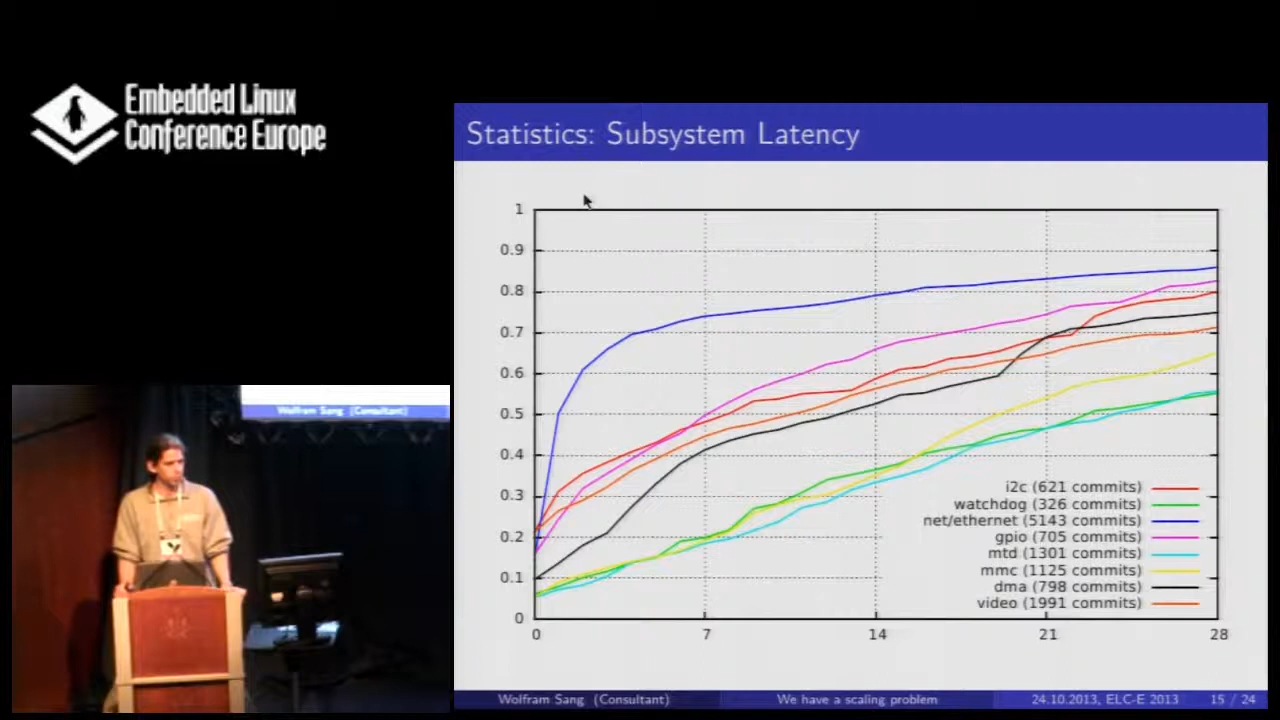 Embedded Linux
Conference Europe
Statistics: Subsystem Latency
1
0.9
0.8
0.7
0.6
0.5
0.4
0.3
0.2
0.1
0
0 7 14 21 28
i2c (621 commits)
watchdog (326 commits)
net/ethernet (5143 commits)
gpio (705 commits)
mtd (1301 commits)
mmc (1125 commits)
dma (798 commits)
video (1991 commits)
Wolfram Sang (Consultant) We have a scaling problem 24.10.2013, ELC-E 2013 15 / 24
Wolfram Sang (Consultant)